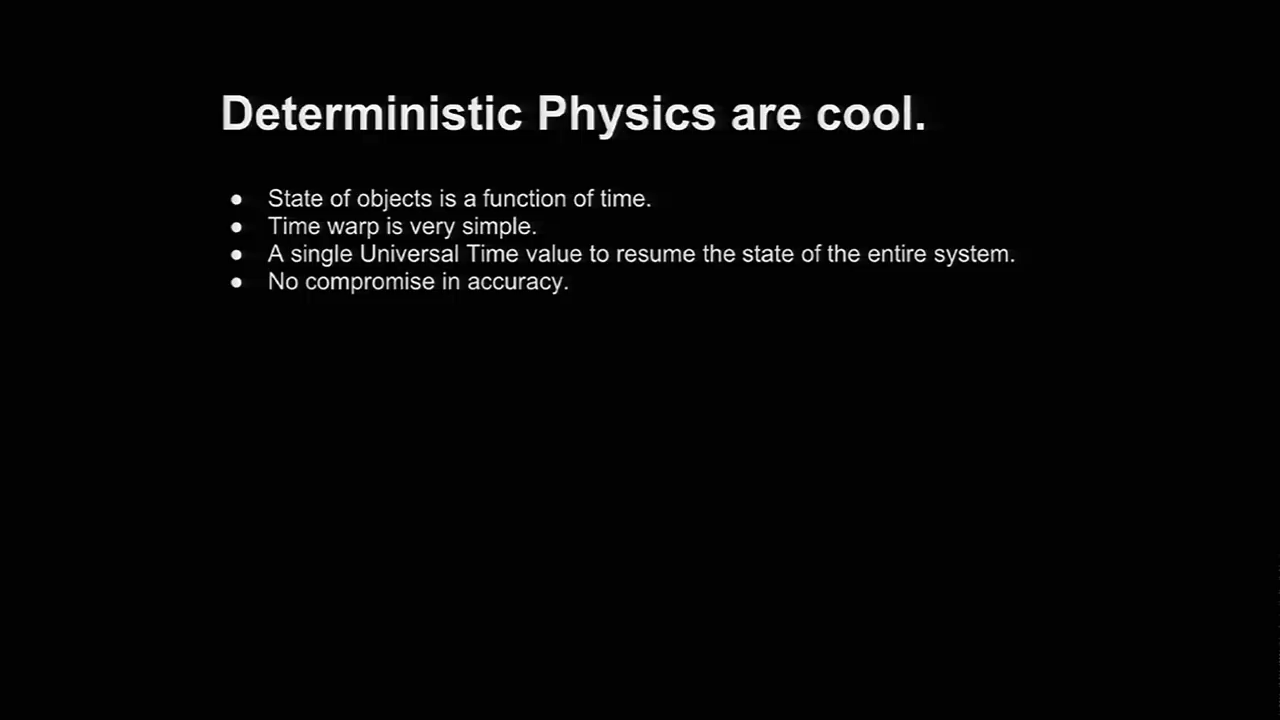 Deterministic Physics are cool.
● State of objects is a function of time.
● Time warp is very simple.
● A single Universal Time value to resume the state of the entire system.
● No compromise in accuracy.